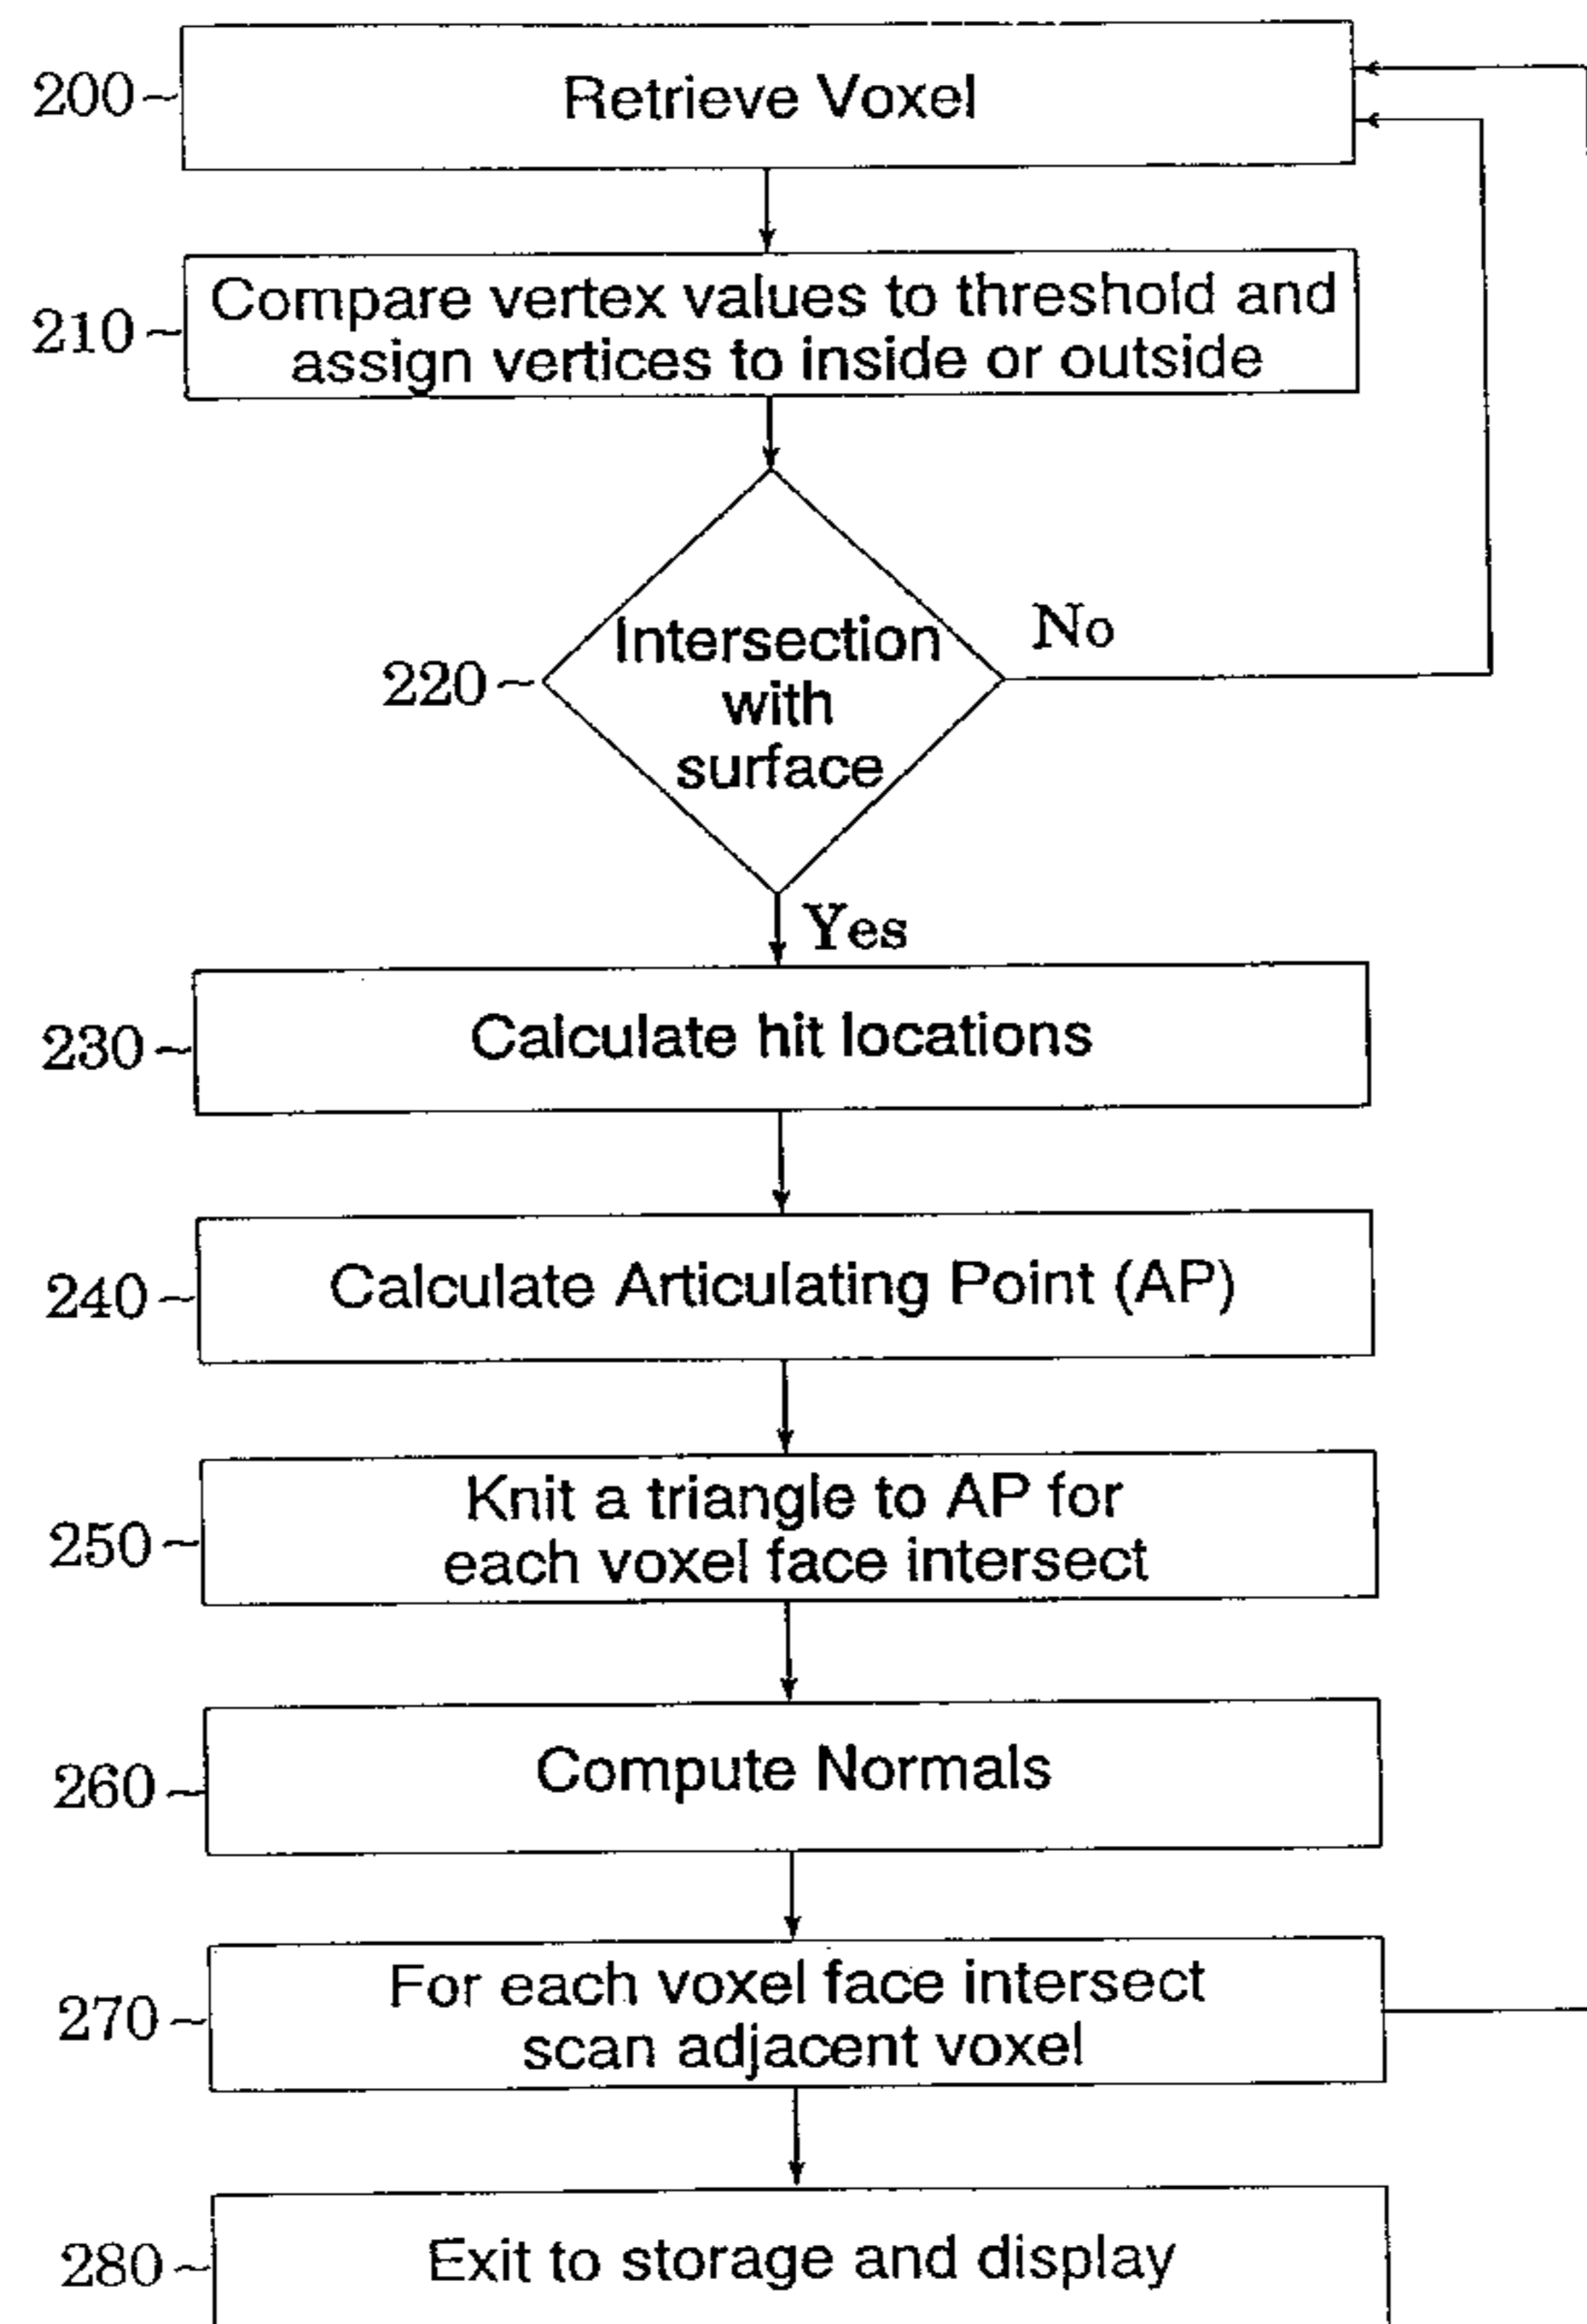 200
Retrieve Voxel
210
Compare vertex values to threshold and
assign vertices to inside or outside
220
Intersection
with
surface
No
Yes
230
Calculate hit locations
240
Calculate Articulating Point (AP)
250
Knit a triangle to AP for
each voxel face intersect
260
Compute Normals
270
For each voxel face intersect
scan adjacent voxel
280
Exit to storage and display